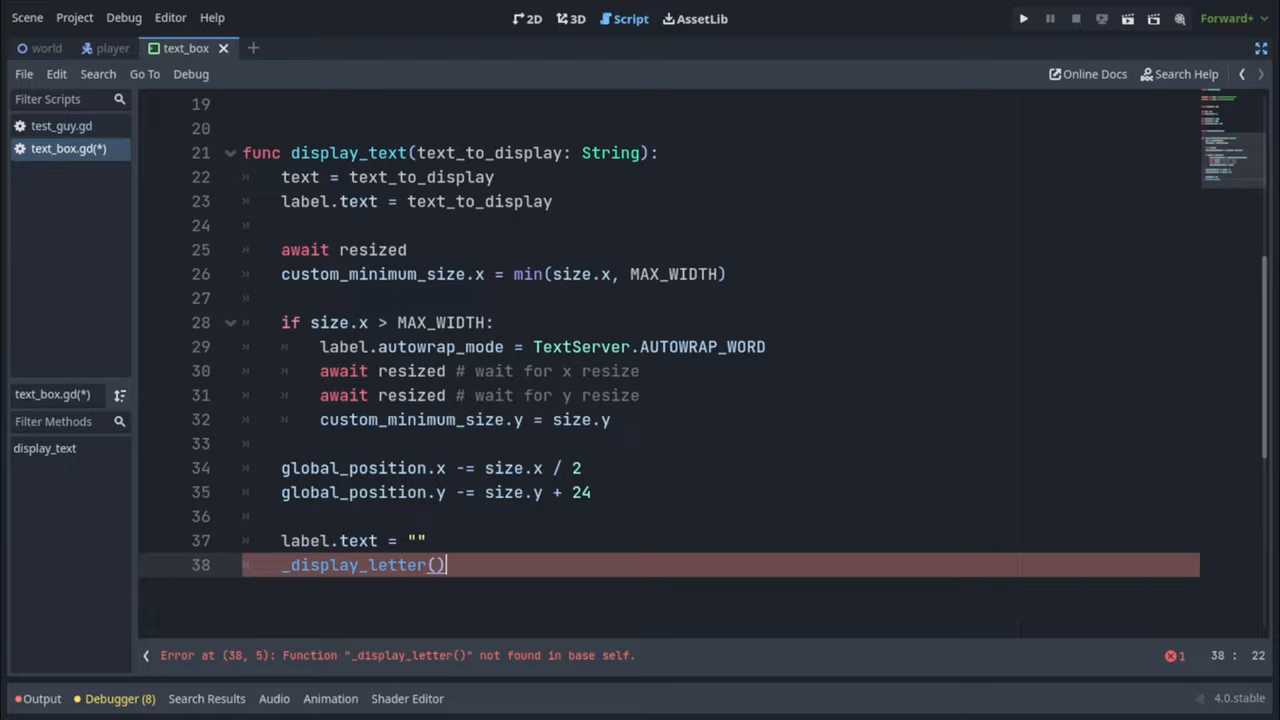 Scene Project Debug Editor Help 2D 3D Script AssetLib Forward+
world player text_box
File Edit Search Go To Debug Online Docs Search Help
Filter Scripts
test_guy.gd
text_box.gd(*)
text_box.gd(*)
Filter Methods
display_text
19
20
21 func display_text(text_to_display: String):
22 text = text_to_display
23 label.text = text_to_display
24
25 await resized
26 custom_minimum_size.x = min(size.x, MAX_WIDTH)
27
28 if size.x > MAX_WIDTH:
29 label.autowrap_mode = TextServer.AUTOWRAP_WORD
30 await resized # wait for x resize
31 await resized # wait for y resize
32 custom_minimum_size.y = size.y
33
34 global_position.x -= size.x / 2
35 global_position.y -= size.y + 24
36
37 label.text = ""
38 _display_letter()
Error at (38, 5): Function "_display_letter()" not found in base self. 1 38 : 22
Output Debugger (8) Search Results Audio Animation Shader Editor 4.0.stable